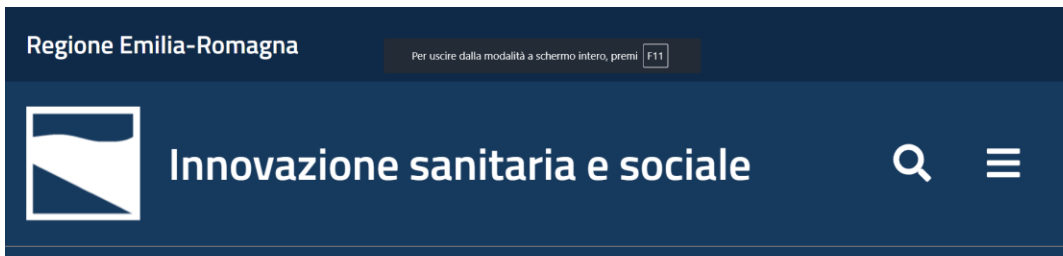 Regione Emilia-Romagna
Per uscire dalla modalità a schermo intero, premi F11
Innovazione sanitaria e sociale